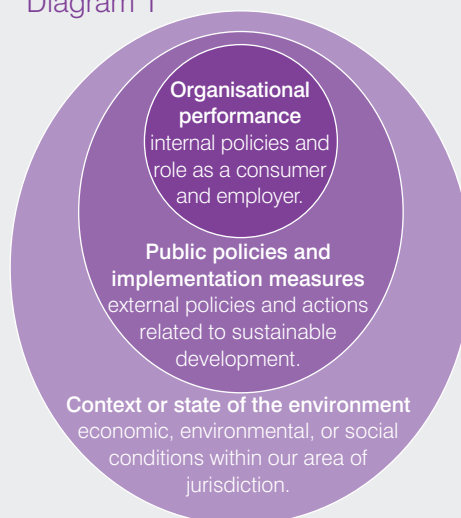 Diagram 1
Organisational
performance
internal policies and
role as a consumer
and employer.
Public policies and
implementation measures
external policies and actions
related to sustainable
development.
Context or state of the environment
economic, environmental, or social
conditions within our area of
jurisdiction.